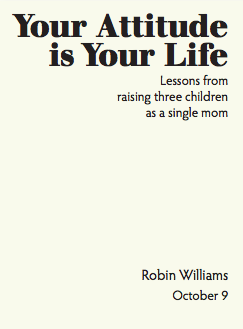 Your Attitude
is Your Life
Lessons from
raising three children
as a single mom
Robin Williams
October 9